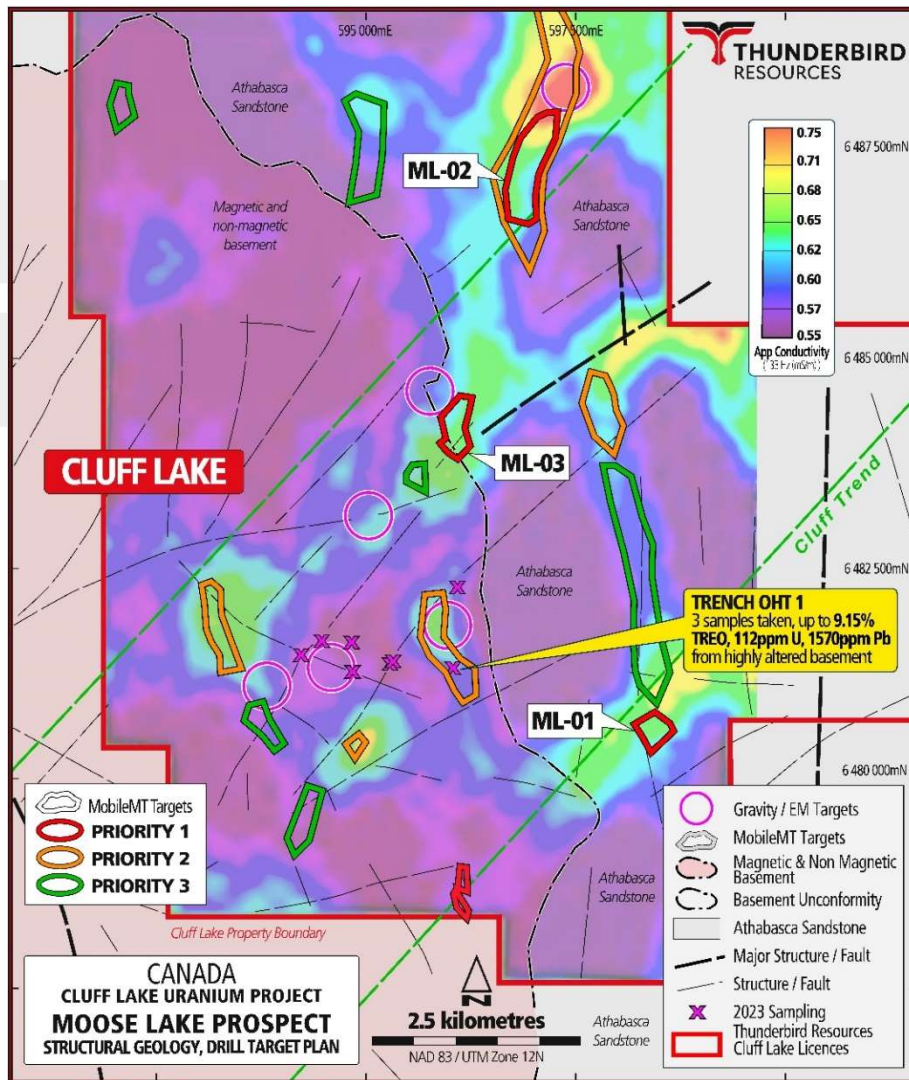 595 000mE
597 500mE
THUNDERBIRD
RESOURCES
Athabasca
Sandstone
ML-02
6 487 500mN
0.75
0.71
0.68
0.65
0.62
0.60
0.57
0.55
App Conductivity
Magnetic and
non-magnetic
basement
Athabasca
Sandstone
6 485 000mN
CLUFF LAKE
ML-03
Cluff Trend
6 482 500mN
Athabasca
Sandstone
TRENCH OHT 1
3 samples taken, up to 9.15%
TREO, 112ppm U, 1570ppm Pb
from highly altered basement
ML-01
6 480 000mN
MobileMT Targets
PRIORITY 1
PRIORITY 2
PRIORITY 3
Athabasca
Sandstone
Cluff Lake Property Boundary
Gravity / EM Targets
MobileMT Targets
Magnetic & Non Magnetic
Basement
Basement Unconformity
Athabasca Sandstone
Major Structure / Fault
Structure / Fault
X 2023 Sampling
Thunderbird Resources
Cluff Lake Licences
CANADA
CLUFF LAKE URANIUM PROJECT
MOOSE LAKE PROSPECT
STRUCTURAL GEOLOGY, DRILL TARGET PLAN
N
2.5 kilometres
NAD 83 / UTM Zone 12N
Athabasca
Sandstone